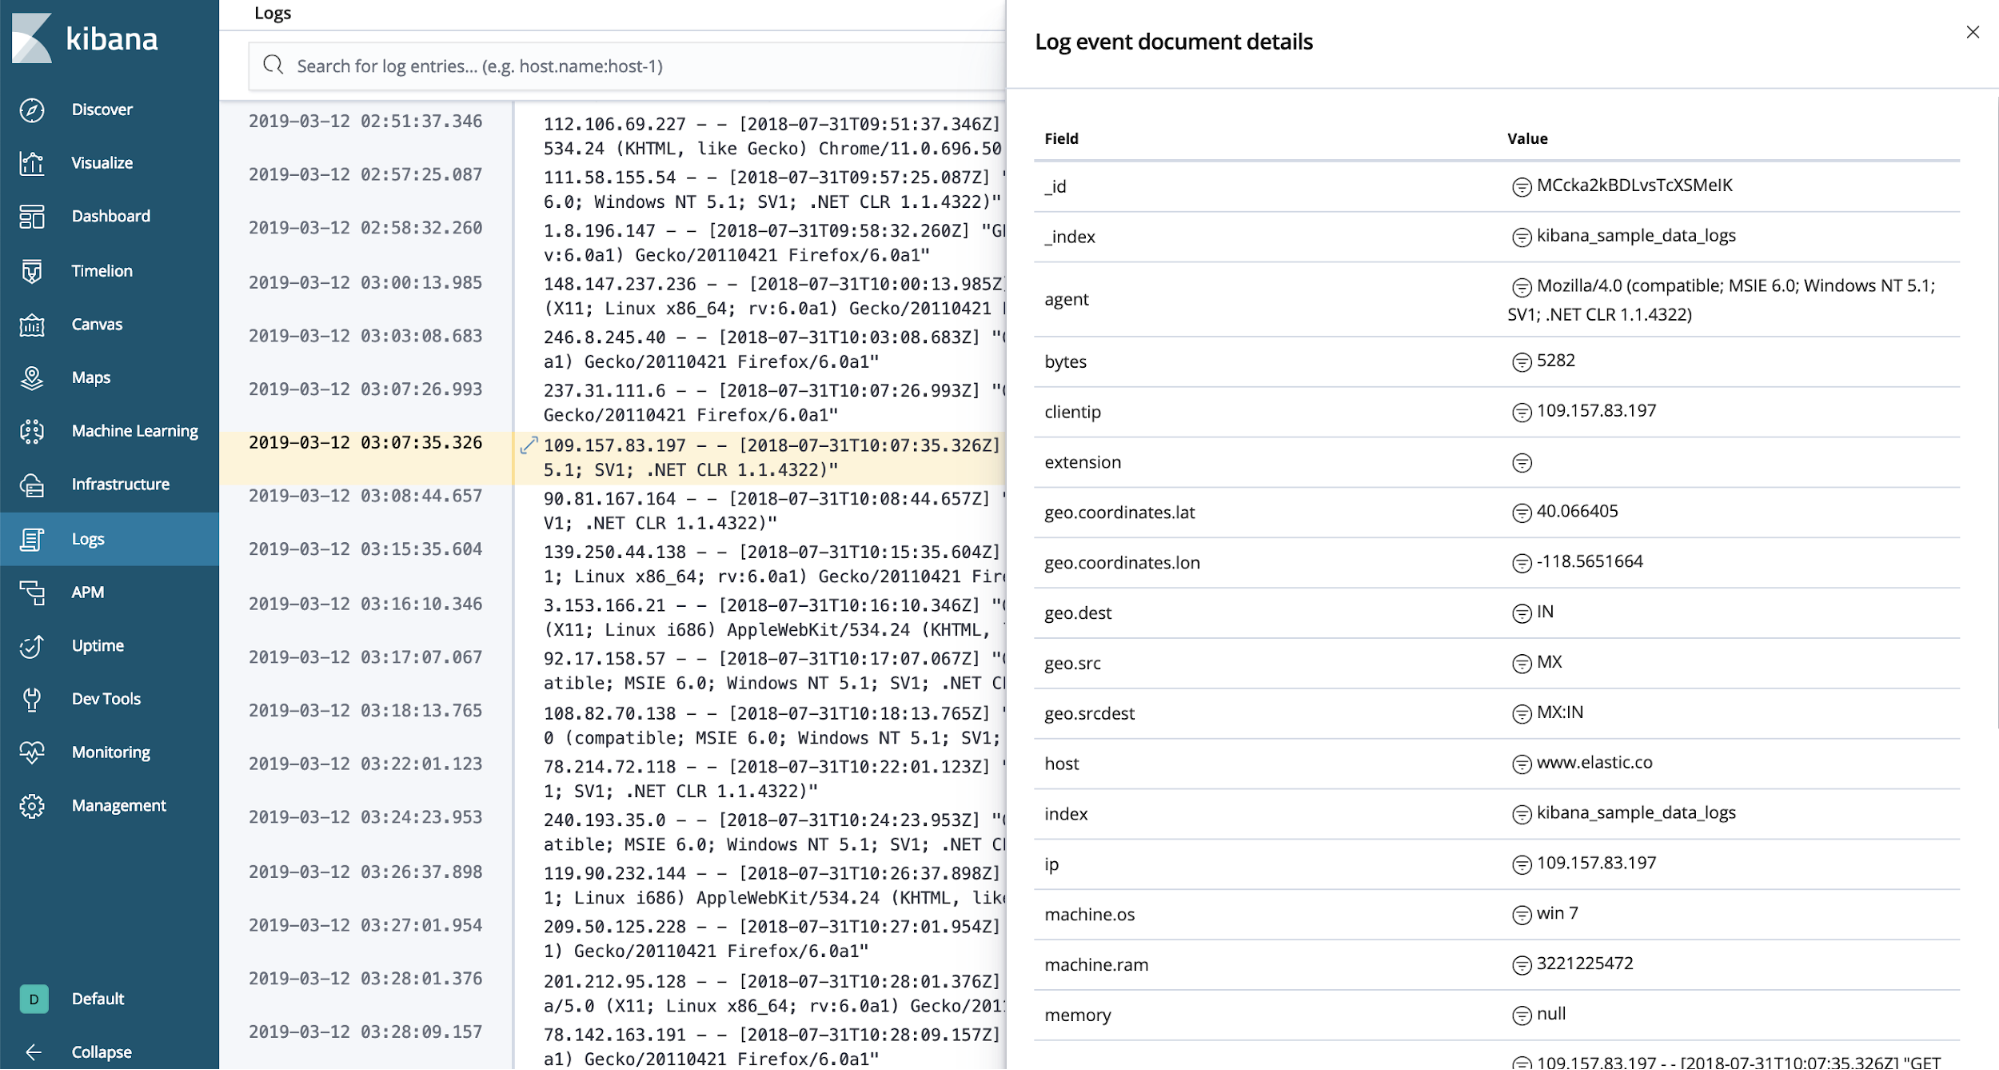 kibana
Discover
Visualize
Dashboard
Timelion
Canvas
Maps
Machine Learning
Infrastructure
Logs
APM
Uptime
Dev Tools
Monitoring
Management
D Default
Collapse
Logs
Search for log entries... (e.g. host.name:host-1)
2019-03-12 02:51:37.346 112.106.69.227 - - [2018-07-31T09:51:37.346Z]
534.24 (KHTML, like Gecko) Chrome/11.0.696.50
2019-03-12 02:57:25.087 111.58.155.54 - - [2018-07-31T09:57:25.087Z] "
6.0; Windows NT 5.1; SV1; .NET CLR 1.1.4322)"
2019-03-12 02:58:32.260 1.8.196.147 - - [2018-07-31T09:58:32.260Z] "GE
v:6.0a1) Gecko/20110421 Firefox/6.0a1"
2019-03-12 03:00:13.985 148.147.237.236 - - [2018-07-31T10:00:13.985Z]
(X11; Linux x86_64; rv:6.0a1) Gecko/20110421
2019-03-12 03:03:08.683 246.8.245.40 - - [2018-07-31T10:03:08.683Z] "G
a1) Gecko/20110421 Firefox/6.0a1"
2019-03-12 03:07:26.993 237.31.111.6 - - [2018-07-31T10:07:26.993Z] "G
Gecko/20110421 Firefox/6.0a1"
2019-03-12 03:07:35.326 109.157.83.197 - - [2018-07-31T10:07:35.326Z]
5.1; SV1; .NET CLR 1.1.4322)"
2019-03-12 03:08:44.657 90.81.167.164 - - [2018-07-31T10:08:44.657Z] "
V1; .NET CLR 1.1.4322)"
2019-03-12 03:15:35.604 139.250.44.138 - - [2018-07-31T10:15:35.604Z]
1; Linux x86_64; rv:6.0a1) Gecko/20110421 Fire
2019-03-12 03:16:10.346 3.153.166.21 - - [2018-07-31T10:16:10.346Z] "G
(X11; Linux i686) AppleWebKit/534.24 (KHTML,
2019-03-12 03:17:07.067 92.17.158.57 - - [2018-07-31T10:17:07.067Z] "G
atible; MSIE 6.0; Windows NT 5.1; SV1; .NET CL
2019-03-12 03:18:13.765 108.82.70.138 - - [2018-07-31T10:18:13.765Z] "
0 (compatible; MSIE 6.0; Windows NT 5.1; SV1;
2019-03-12 03:22:01.123 78.214.72.118 - - [2018-07-31T10:22:01.123Z] "
1; SV1; .NET CLR 1.1.4322)"
2019-03-12 03:24:23.953 240.193.35.0 - - [2018-07-31T10:24:23.953Z] "G
atible; MSIE 6.0; Windows NT 5.1; SV1; .NET CL
2019-03-12 03:26:37.898 119.90.232.144 - - [2018-07-31T10:26:37.898Z]
1; Linux i686) AppleWebKit/534.24 (KHTML, like
2019-03-12 03:27:01.954 209.50.125.228 - - [2018-07-31T10:27:01.954Z]
1) Gecko/20110421 Firefox/6.0a1"
2019-03-12 03:28:01.376 201.212.95.128 - - [2018-07-31T10:28:01.376Z]
a/5.0 (X11; Linux x86_64; rv:6.0a1) Gecko/201
2019-03-12 03:28:09.157 78.142.163.191 - - [2018-07-31T10:28:09.157Z]
a1) Gecko/20110421 Firefox/6.0a1"
Log event document details
Field Value
_id MCcka2kBDLvsTcXSMeIK
_index kibana_sample_data_logs
agent Mozilla/4.0 (compatible; MSIE 6.0; Windows NT 5.1;
SV1; .NET CLR 1.1.4322)
bytes 5282
clientip 109.157.83.197
extension
geo.coordinates.lat 40.066405
geo.coordinates.lon -118.5651664
geo.dest IN
geo.src MX
geo.srcdest MX:IN
host www.elastic.co
index kibana_sample_data_logs
ip 109.157.83.197
machine.os win 7
machine.ram 3221225472
memory null
109.157.83.197 - - [2018-07-31T10:07:35.326Z] "GET